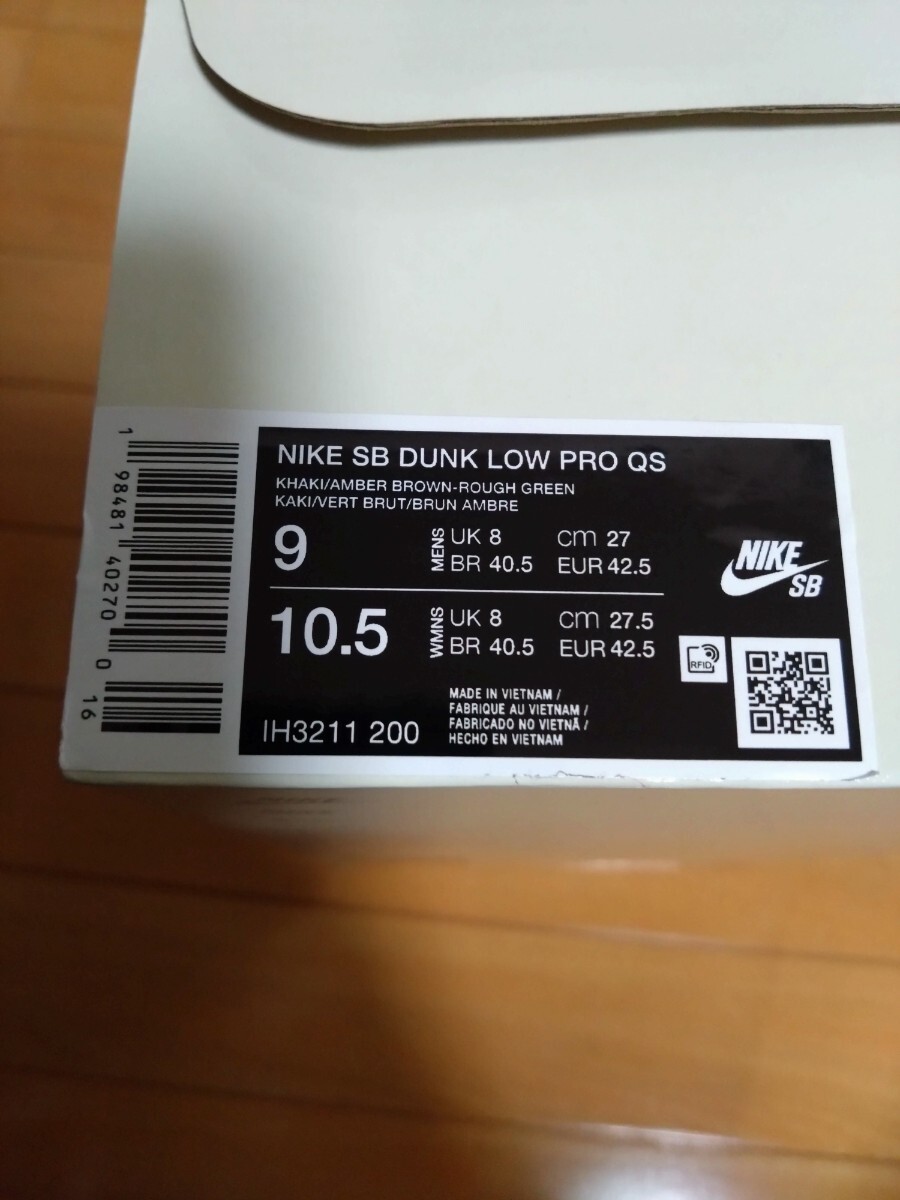 NIKE SB DUNK LOW PRO QS
KHAKI/AMBER BROWN-ROUGH GREEN
KAKI/VERT BRUT/BRUN AMBRE
9
MENS
UK 8 cm 27
BR 40.5 EUR 42.5
10.5
WMNS
UK 8 cm 27.5
BR 40.5 EUR 42.5
IH3211 200
MADE IN VIETNAM /
FABRIQUE AU VIETNAM /
FABRICADO NO VIETNÃ /
HECHO EN VIETNAM
NIKE
SB
RFID
1 98481 40270 0 16